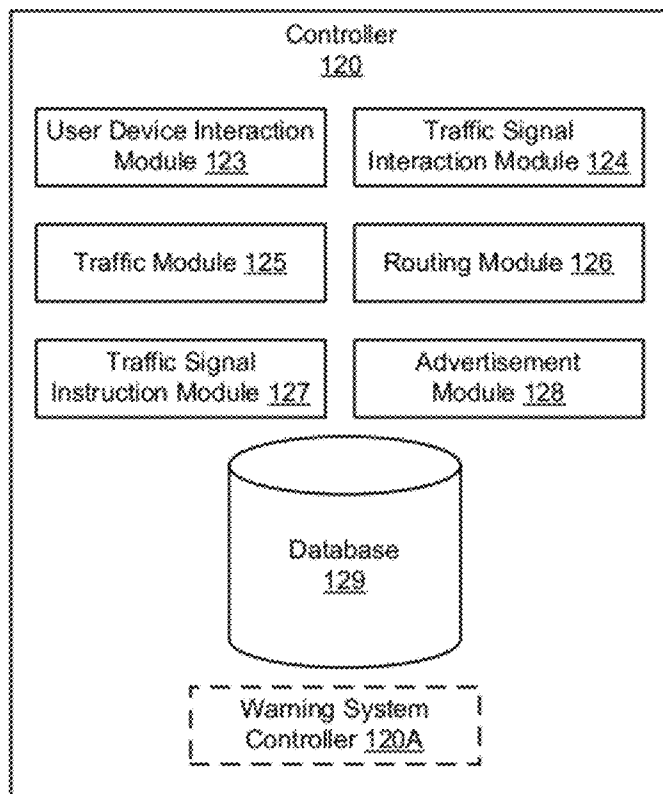 Controller
120
User Device Interaction
Module 123
Traffic Signal
Interaction Module 124
Traffic Module 125
Routing Module 126
Traffic Signal
Instruction Module 127
Advertisement
Module 128
Database
129
Warning System
Controller 120A